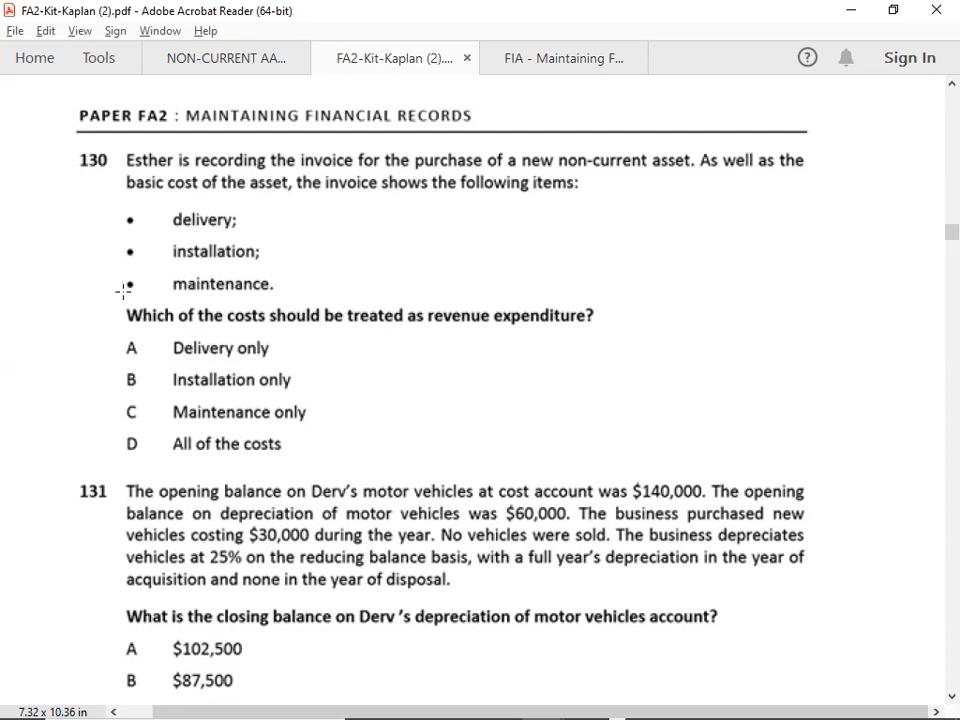 FA2-Kit-Kaplan (2).pdf - Adobe Acrobat Reader (64-bit)
File Edit View Sign Window Help
Home Tools NON-CURRENT AA... FA2-Kit-Kaplan (2).... × FIA - Maintaining F... ? Sign In
PAPER FA2 : MAINTAINING FINANCIAL RECORDS
130 Esther is recording the invoice for the purchase of a new non-current asset. As well as the
basic cost of the asset, the invoice shows the following items:
• delivery;
• installation;
• maintenance.
Which of the costs should be treated as revenue expenditure?
A Delivery only
B Installation only
C Maintenance only
D All of the costs
131 The opening balance on Derv's motor vehicles at cost account was $140,000. The opening
balance on depreciation of motor vehicles was $60,000. The business purchased new
vehicles costing $30,000 during the year. No vehicles were sold. The business depreciates
vehicles at 25% on the reducing balance basis, with a full year's depreciation in the year of
acquisition and none in the year of disposal.
What is the closing balance on Derv 's depreciation of motor vehicles account?
A $102,500
B $87,500
7.32 x 10.36 in